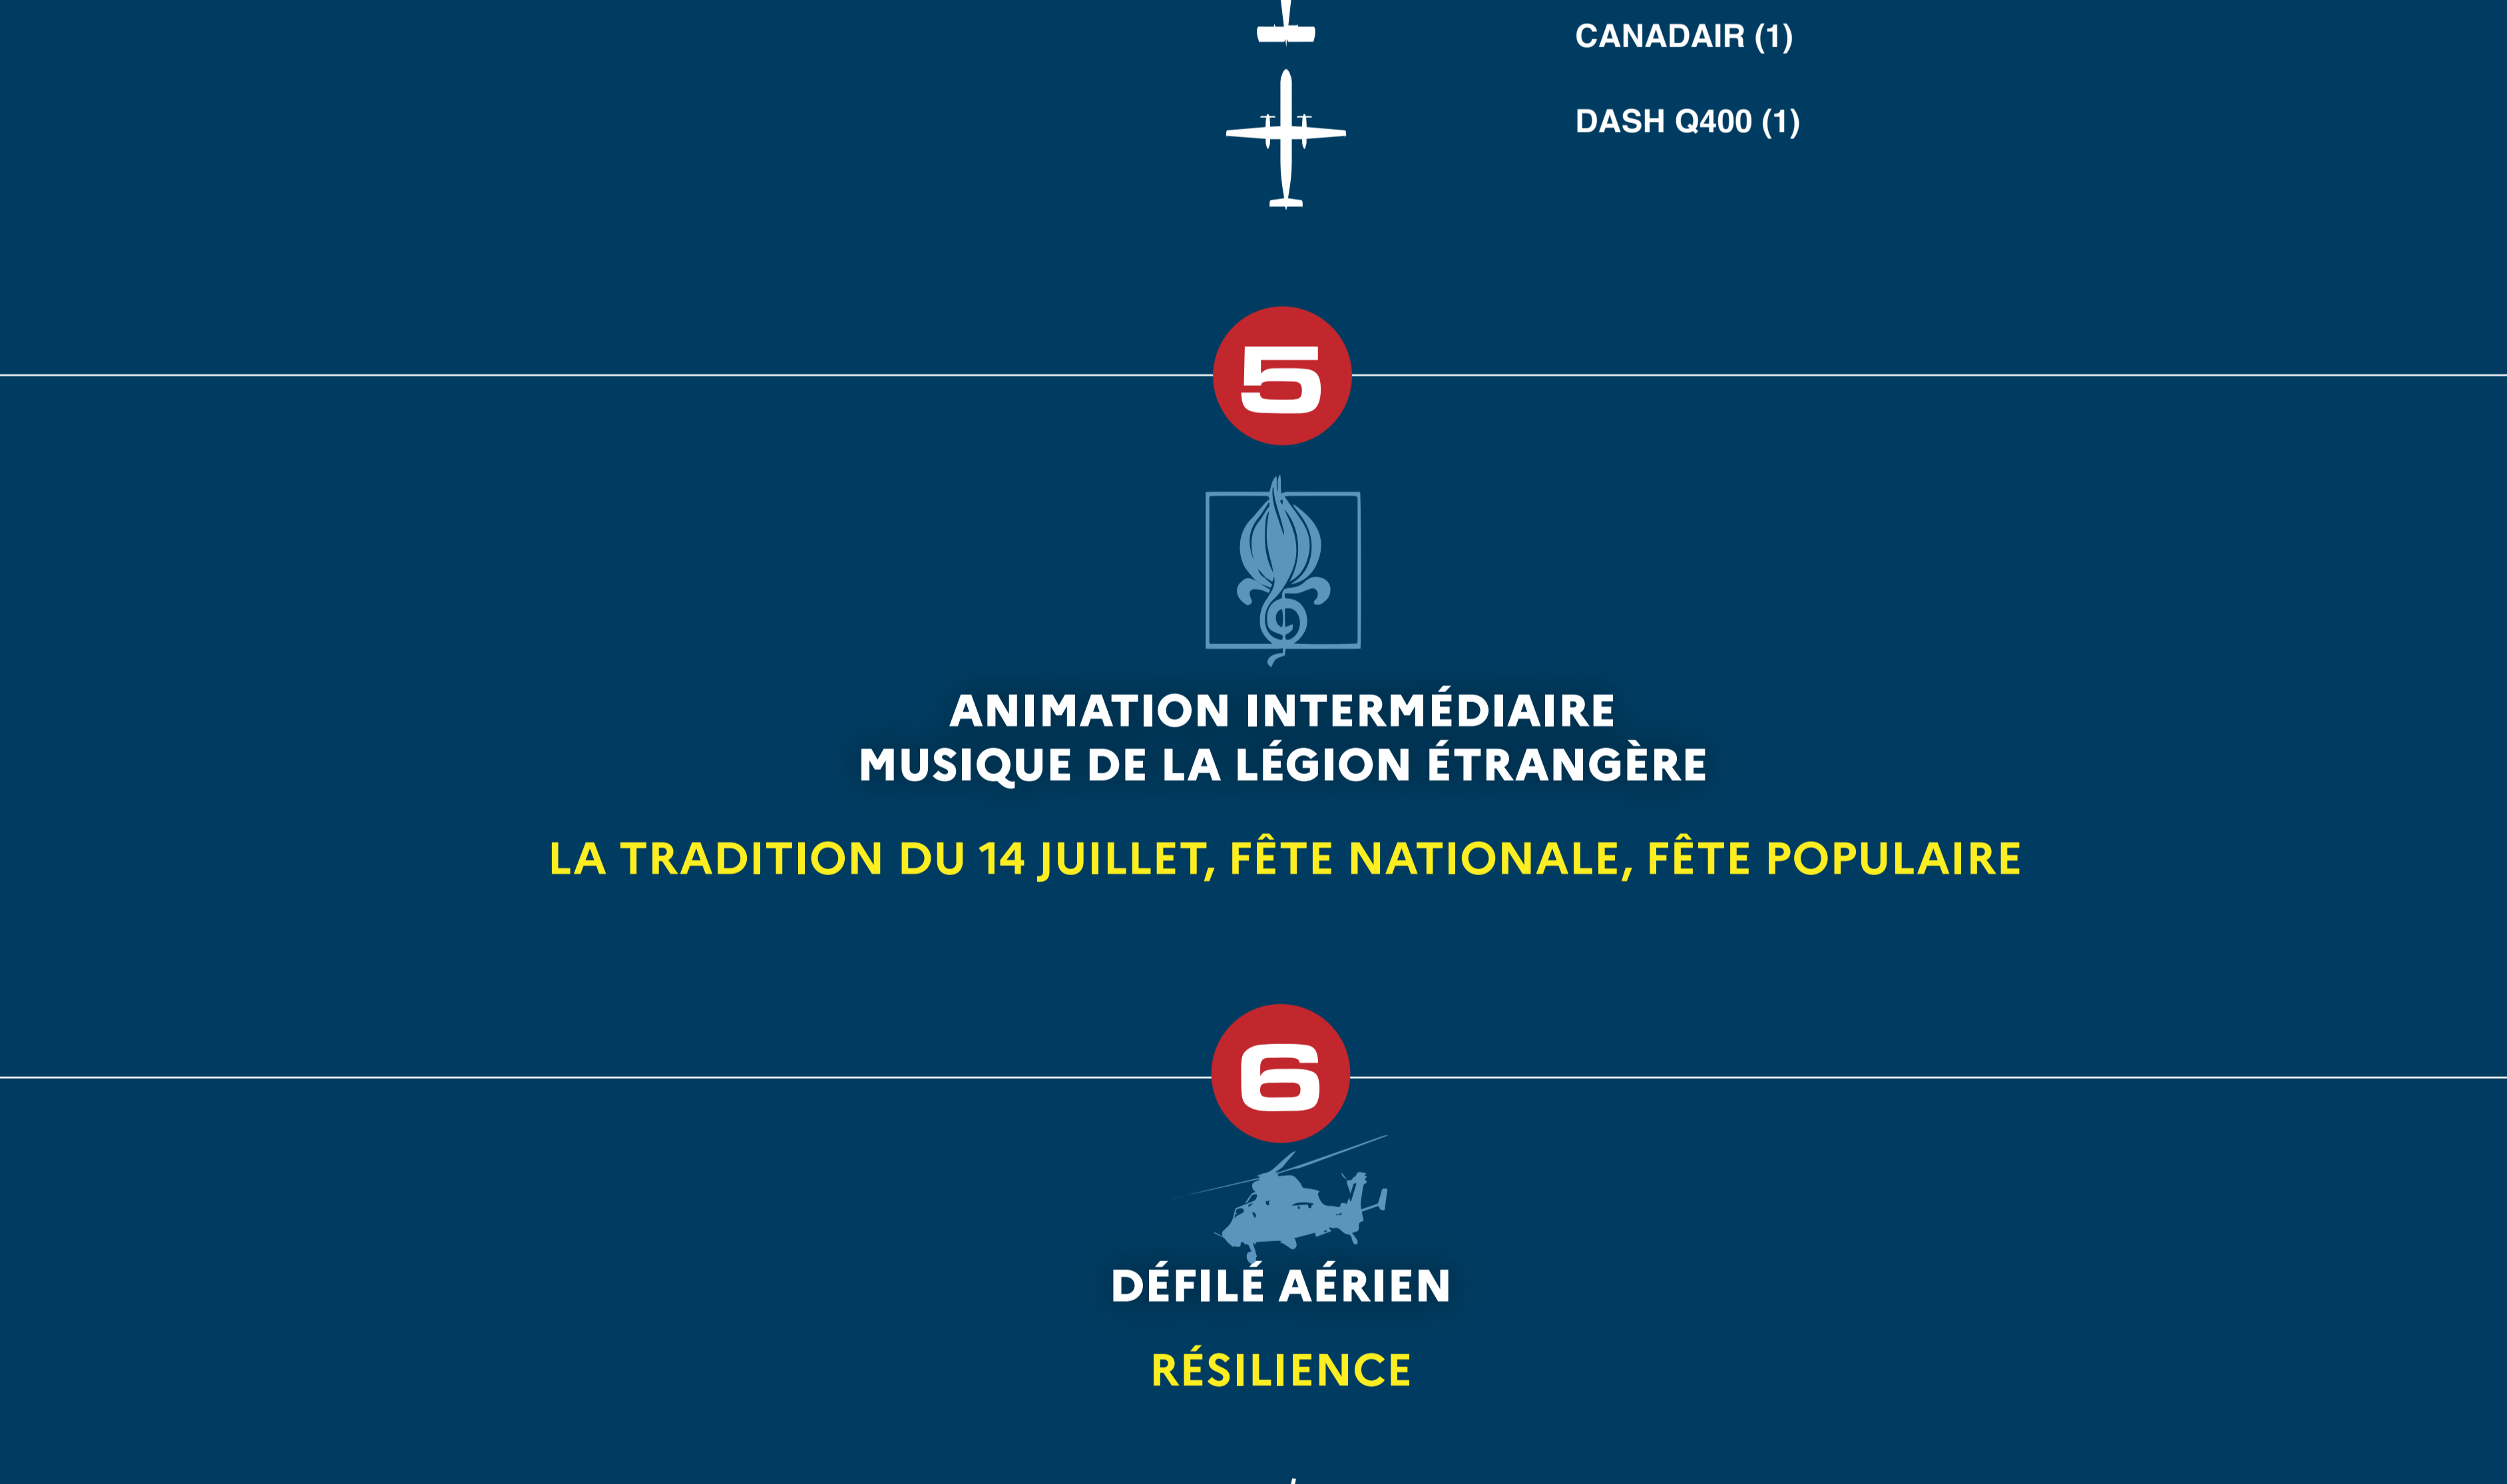 CANADAIR (1)
DASH Q400 (1)
5
ANIMATION INTERMÉDIAIRE
MUSIQUE DE LA LÉGION ÉTRANGÈRE
LA TRADITION DU 14 JUILLET, FÊTE NATIONALE, FÊTE POPULAIRE
6
DÉFILÉ AÉRIEN
RÉSILIENCE